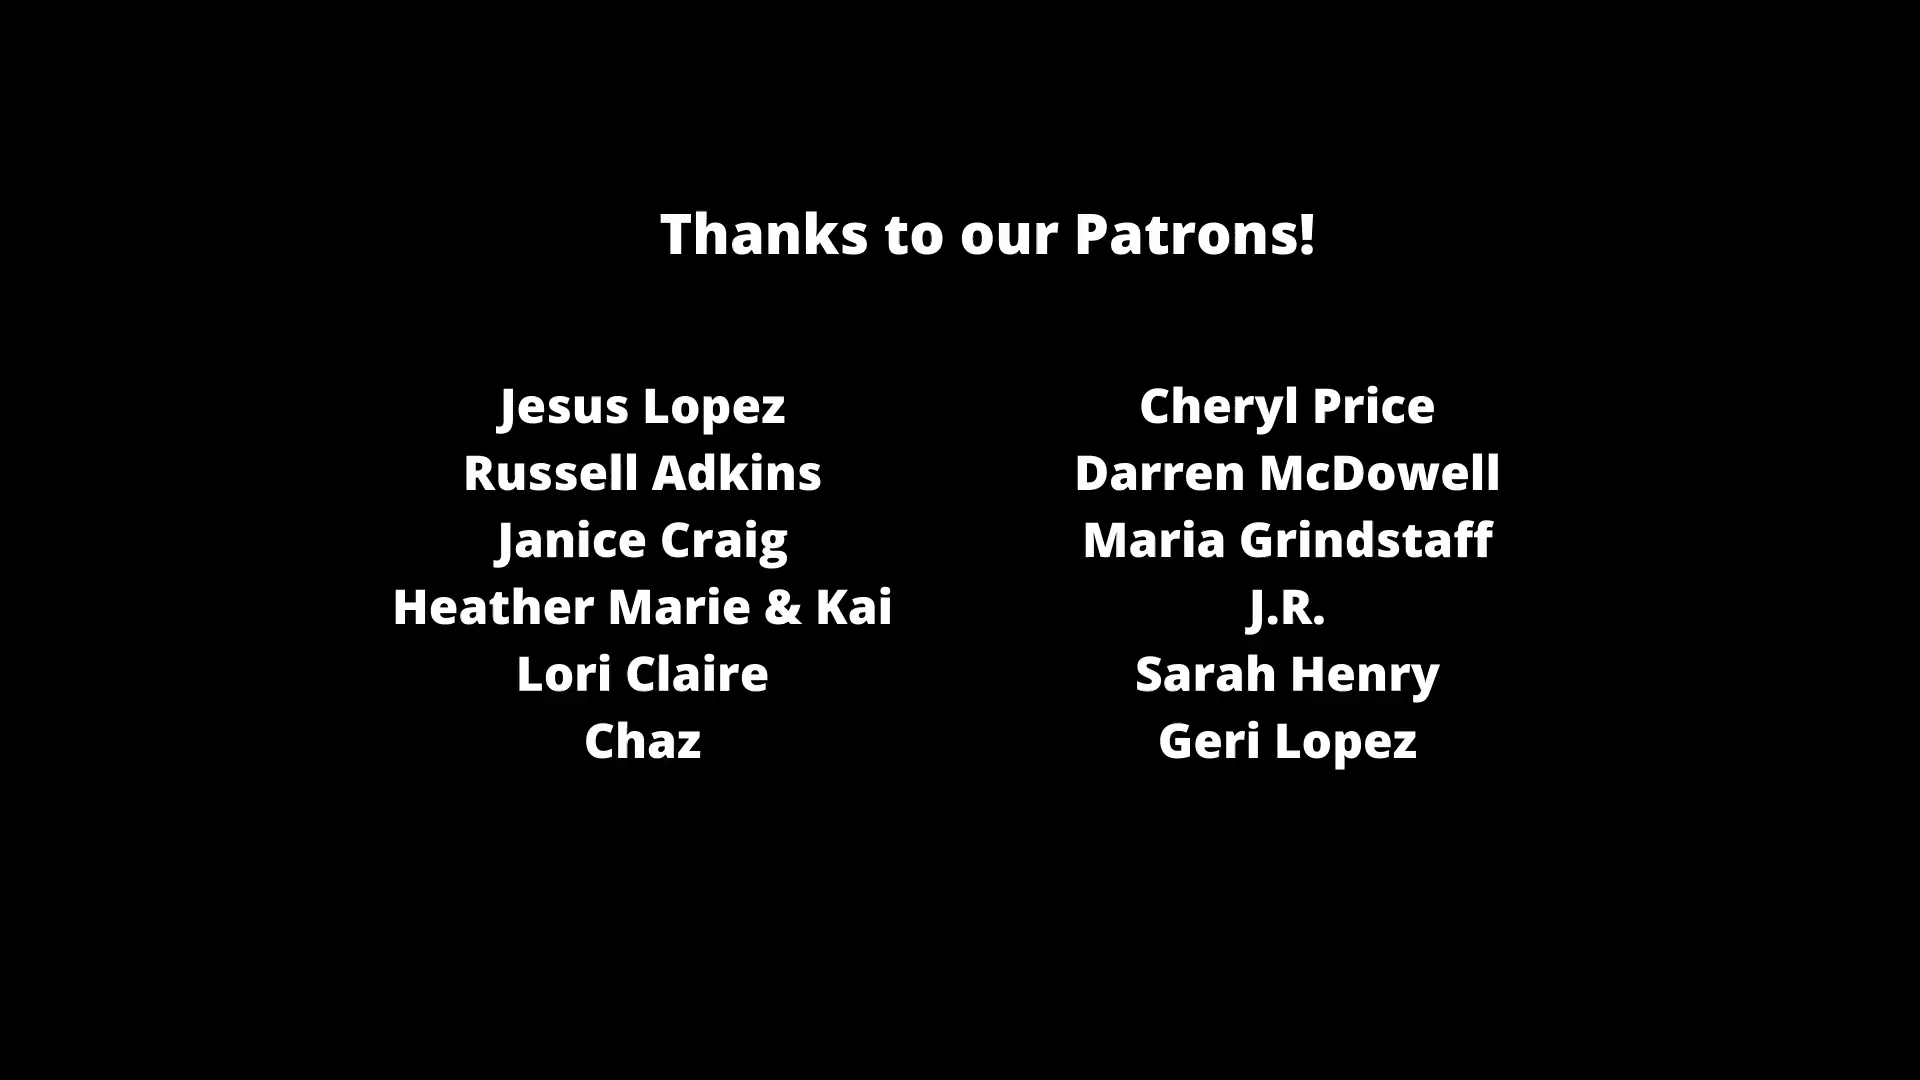 Thanks to our Patrons!
Jesus Lopez
Russell Adkins
Janice Craig
Heather Marie & Kai
Lori Claire
Chaz
Cheryl Price
Darren McDowell
Maria Grindstaff
J.R.
Sarah Henry
Geri Lopez